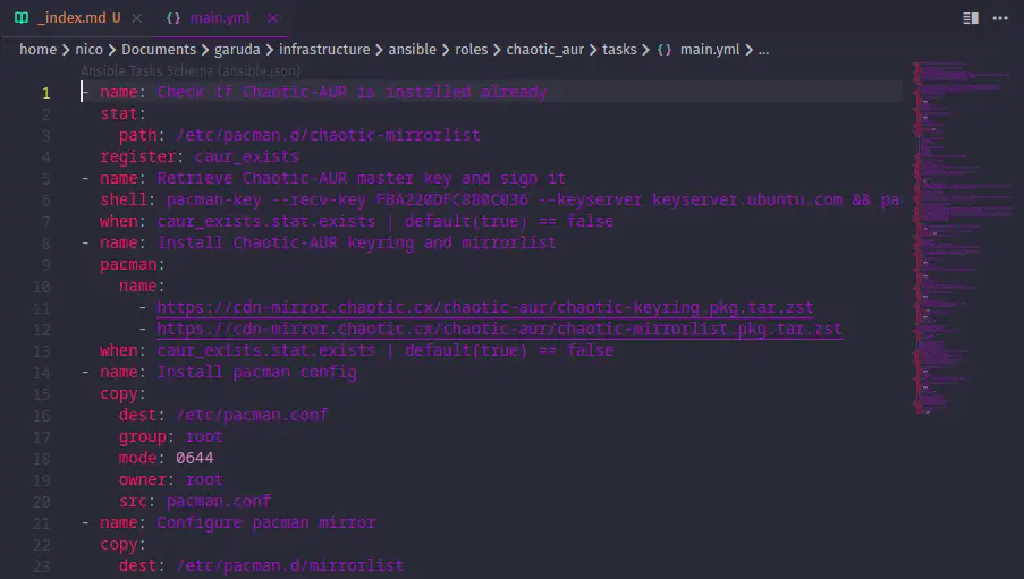 _index.md U
main.yml
home > nico > Documents > garuda > infrastructure > ansible > roles > chaotic_aur > tasks > {} main.yml > ...
Ansible Tasks Schema (ansible.json)
1 - name: Check if Chaotic-AUR is installed already
2 stat:
3 path: /etc/pacman.d/chaotic-mirrorlist
4 register: caur_exists
5 - name: Retrieve Chaotic-AUR master key and sign it
6 shell: pacman-key --recv-key FBA220DFC880C036 --keyserver keyserver.ubuntu.com && pa
7 when: caur_exists.stat.exists | default(true) == false
8 - name: Install Chaotic-AUR keyring and mirrorlist
9 pacman:
10 name:
11 - https://cdn-mirror.chaotic.cx/chaotic-aur/chaotic-keyring.pkg.tar.zst
12 - https://cdn-mirror.chaotic.cx/chaotic-aur/chaotic-mirrorlist.pkg.tar.zst
13 when: caur_exists.stat.exists | default(true) == false
14 - name: Install pacman config
15 copy:
16 dest: /etc/pacman.conf
17 group: root
18 mode: 0644
19 owner: root
20 src: pacman.conf
21 - name: Configure pacman mirror
22 copy:
23 dest: /etc/pacman.d/mirrorlist